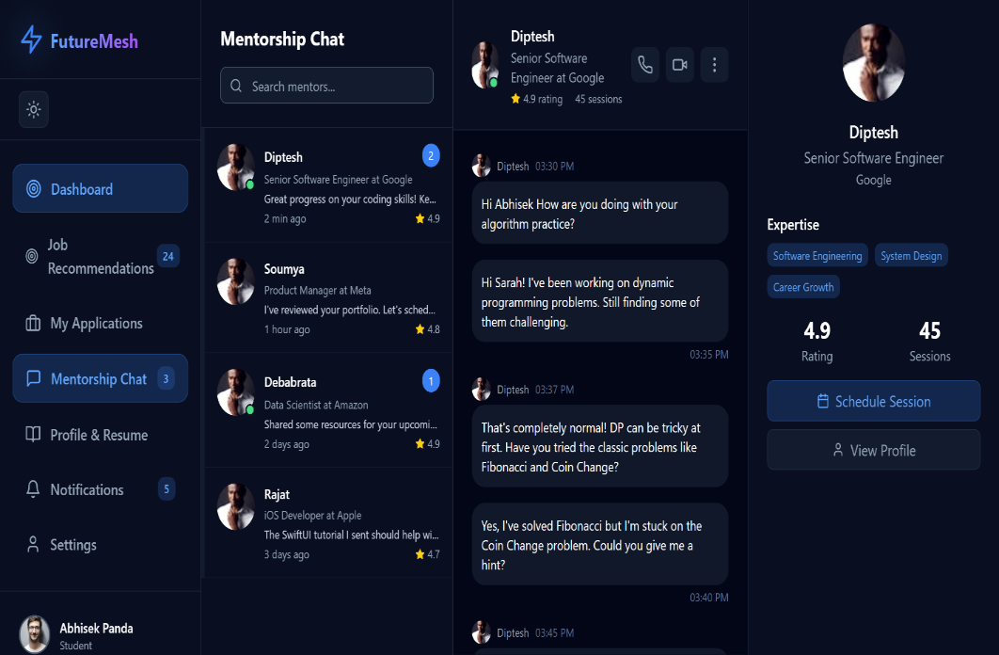 FutureMesh
Dashboard
Job
Recommendations
24
My Applications
Mentorship Chat
3
Profile & Resume
Notifications
5
Settings
Abhisek Panda
Student
Mentorship Chat
Search mentors...
Diptesh
2
Senior Software Engineer at Google
Great progress on your coding skills! Ke...
2 min ago
4.9
Soumya
Product Manager at Meta
I've reviewed your portfolio. Let's sched...
1 hour ago
4.8
Debabrata
1
Data Scientist at Amazon
Shared some resources for your upcomi...
2 days ago
4.9
Rajat
iOS Developer at Apple
The SwiftUI tutorial I sent should help wi...
3 days ago
4.7
Diptesh
Senior Software
Engineer at Google
4.9 rating 45 sessions
Diptesh 03:30 PM
Hi Abhisek How are you doing with your
algorithm practice?
Hi Sarah! I've been working on dynamic
programming problems. Still finding some of
them challenging.
03:35 PM
Diptesh 03:37 PM
That's completely normal! DP can be tricky at
first. Have you tried the classic problems like
Fibonacci and Coin Change?
Yes, I've solved Fibonacci but I'm stuck on the
Coin Change problem. Could you give me a
hint?
03:40 PM
Diptesh 03:45 PM
Diptesh
Senior Software Engineer
Google
Expertise
Software Engineering System Design
Career Growth
4.9 45
Rating Sessions
Schedule Session
View Profile